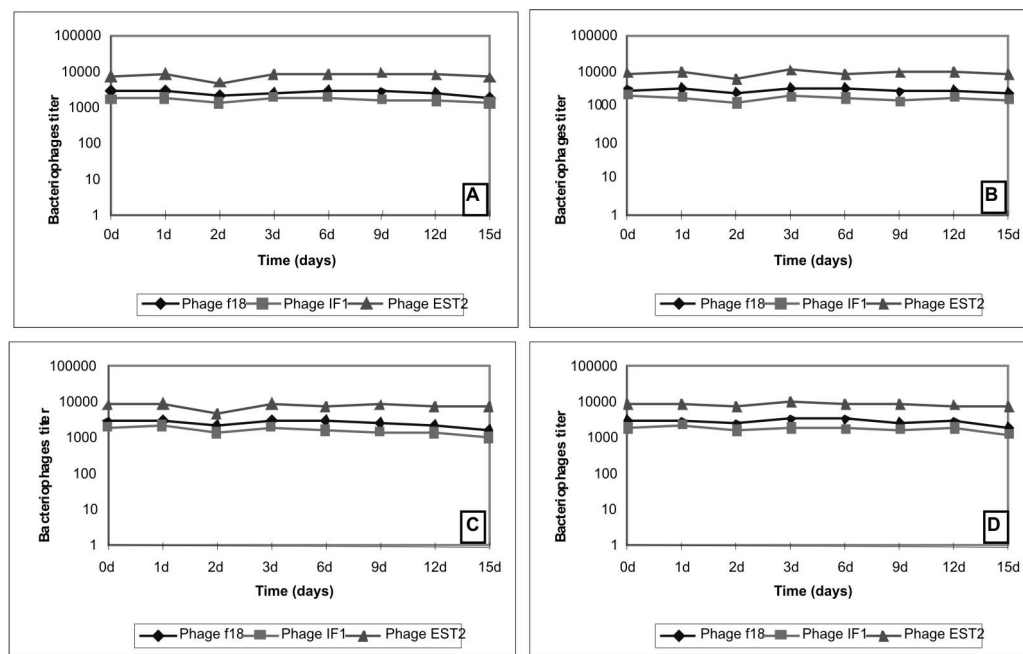 100000
10000
1000
100
10
1
Bacteriophages titer
0d 1d 2d 3d 6d 9d 12d 15d
Time (days)
A
Phage f18 Phage IF1 Phage EST2
100000
10000
1000
100
10
1
Bacteriophages titer
0d 1d 2d 3d 6d 9d 12d 15d
Time (days)
B
Phage f18 Phage IF1 Phage EST2
100000
10000
1000
100
10
1
Bacteriophages titer
0d 1d 2d 3d 6d 9d 12d 15d
Time (days)
C
Phage f18 Phage IF1 Phage EST2
100000
10000
1000
100
10
1
Bacteriophages titer
0d 1d 2d 3d 6d 9d 12d 15d
Time (days)
D
Phage f18 Phage IF1 Phage EST2